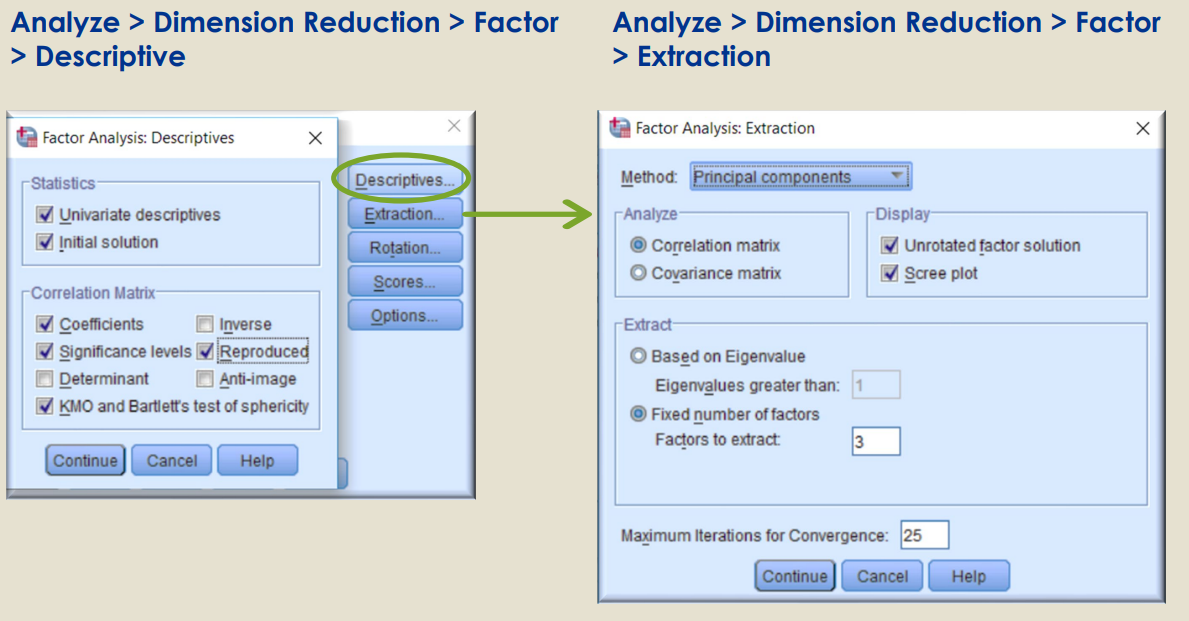 Analyze > Dimension Reduction > Factor
> Descriptive
Analyze > Dimension Reduction > Factor
> Extraction
Factor Analysis: Descriptives
Statistics
Univariate descriptives
Initial solution
Correlation Matrix
Coefficients
Inverse
Significance levels
Reproduced
Determinant
Anti-image
KMO and Bartlett's test of sphericity
Continue
Cancel
Help
Descriptives...
Extraction...
Rotation...
Scores...
Options...
Factor Analysis: Extraction
Method: Principal components
Analyze
Correlation matrix
Covariance matrix
Display
Unrotated factor solution
Scree plot
Extract
Based on Eigenvalue
Eigenvalues greater than: 1
Fixed number of factors
Factors to extract: 3
Maximum Iterations for Convergence: 25
Continue
Cancel
Help